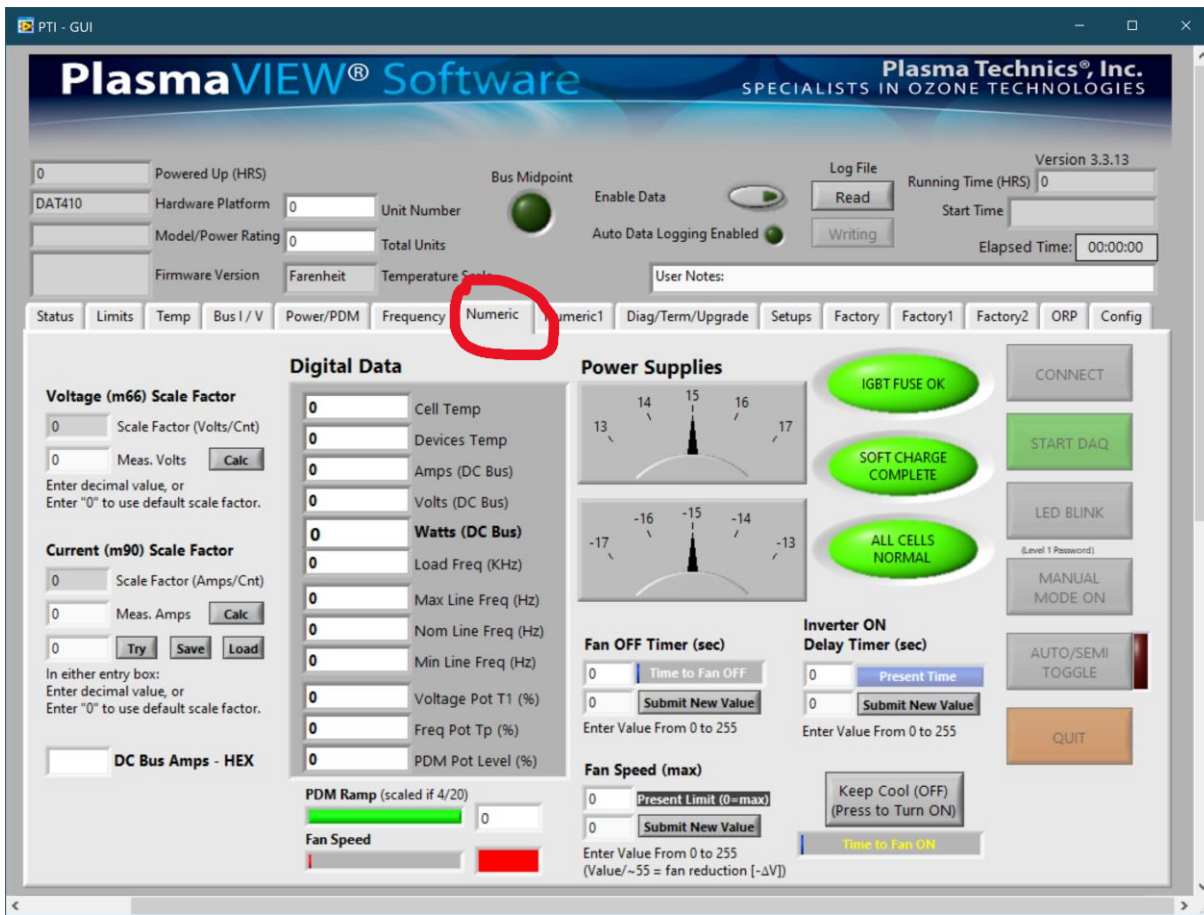 PTI - GUI
PlasmaVIEW® Software
Plasma Technics®, Inc.
SPECIALISTS IN OZONE TECHNOLOGIES
Version 3.3.13
0 Powered Up (HRS)
DAT410 Hardware Platform
Model/Power Rating
Firmware Version
0 Unit Number
0 Total Units
Farenheit Temperature Scale
Bus Midpoint
Enable Data
Auto Data Logging Enabled
Log File
Read
Writing
Running Time (HRS) 0
Start Time
Elapsed Time: 00:00:00
User Notes:
Status Limits Temp Bus I / V Power/PDM Frequency Numeric Numeric1 Diag/Term/Upgrade Setups Factory Factory1 Factory2 ORP Config
Voltage (m66) Scale Factor
0 Scale Factor (Volts/Cnt)
0 Meas. Volts Calc
Enter decimal value, or
Enter "0" to use default scale factor.
Current (m90) Scale Factor
0 Scale Factor (Amps/Cnt)
0 Meas. Amps Calc
0 Try Save Load
In either entry box:
Enter decimal value, or
Enter "0" to use default scale factor.
DC Bus Amps - HEX
Digital Data
0 Cell Temp
0 Devices Temp
0 Amps (DC Bus)
0 Volts (DC Bus)
0 Watts (DC Bus)
0 Load Freq (KHz)
0 Max Line Freq (Hz)
0 Nom Line Freq (Hz)
0 Min Line Freq (Hz)
0 Voltage Pot T1 (%)
0 Freq Pot Tp (%)
0 PDM Pot Level (%)
PDM Ramp (scaled if 4/20)
0
Fan Speed
Power Supplies
13 14 15 16 17
-17 -16 -15 -14 -13
Fan OFF Timer (sec)
0 Time to Fan OFF
0 Submit New Value
Enter Value From 0 to 255
Fan Speed (max)
0 Present Limit (0=max)
0 Submit New Value
Enter Value From 0 to 255
(Value/~55 = fan reduction [-ΔV])
IGBT FUSE OK
SOFT CHARGE
COMPLETE
ALL CELLS
NORMAL
Inverter ON
Delay Timer (sec)
0 Present Time
0 Submit New Value
Enter Value From 0 to 255
Keep Cool (OFF)
(Press to Turn ON)
Time to Fan ON
CONNECT
START DAQ
LED BLINK
(Level 1 Password)
MANUAL
MODE ON
AUTO/SEMI
TOGGLE
QUIT